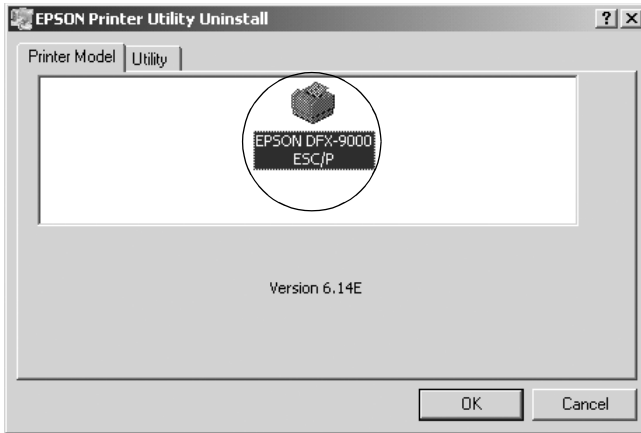 EPSON Printer Utility Uninstall
Printer Model
Utility
EPSON DFX-9000
ESC/P
Version 6.14E
OK
Cancel